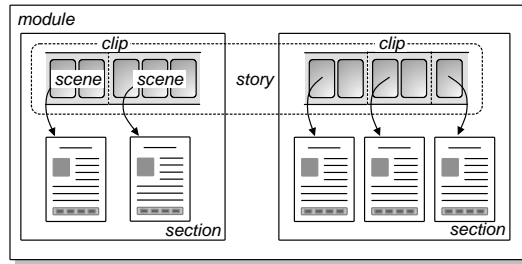 module
clip
clip
scene
scene
story
section
section